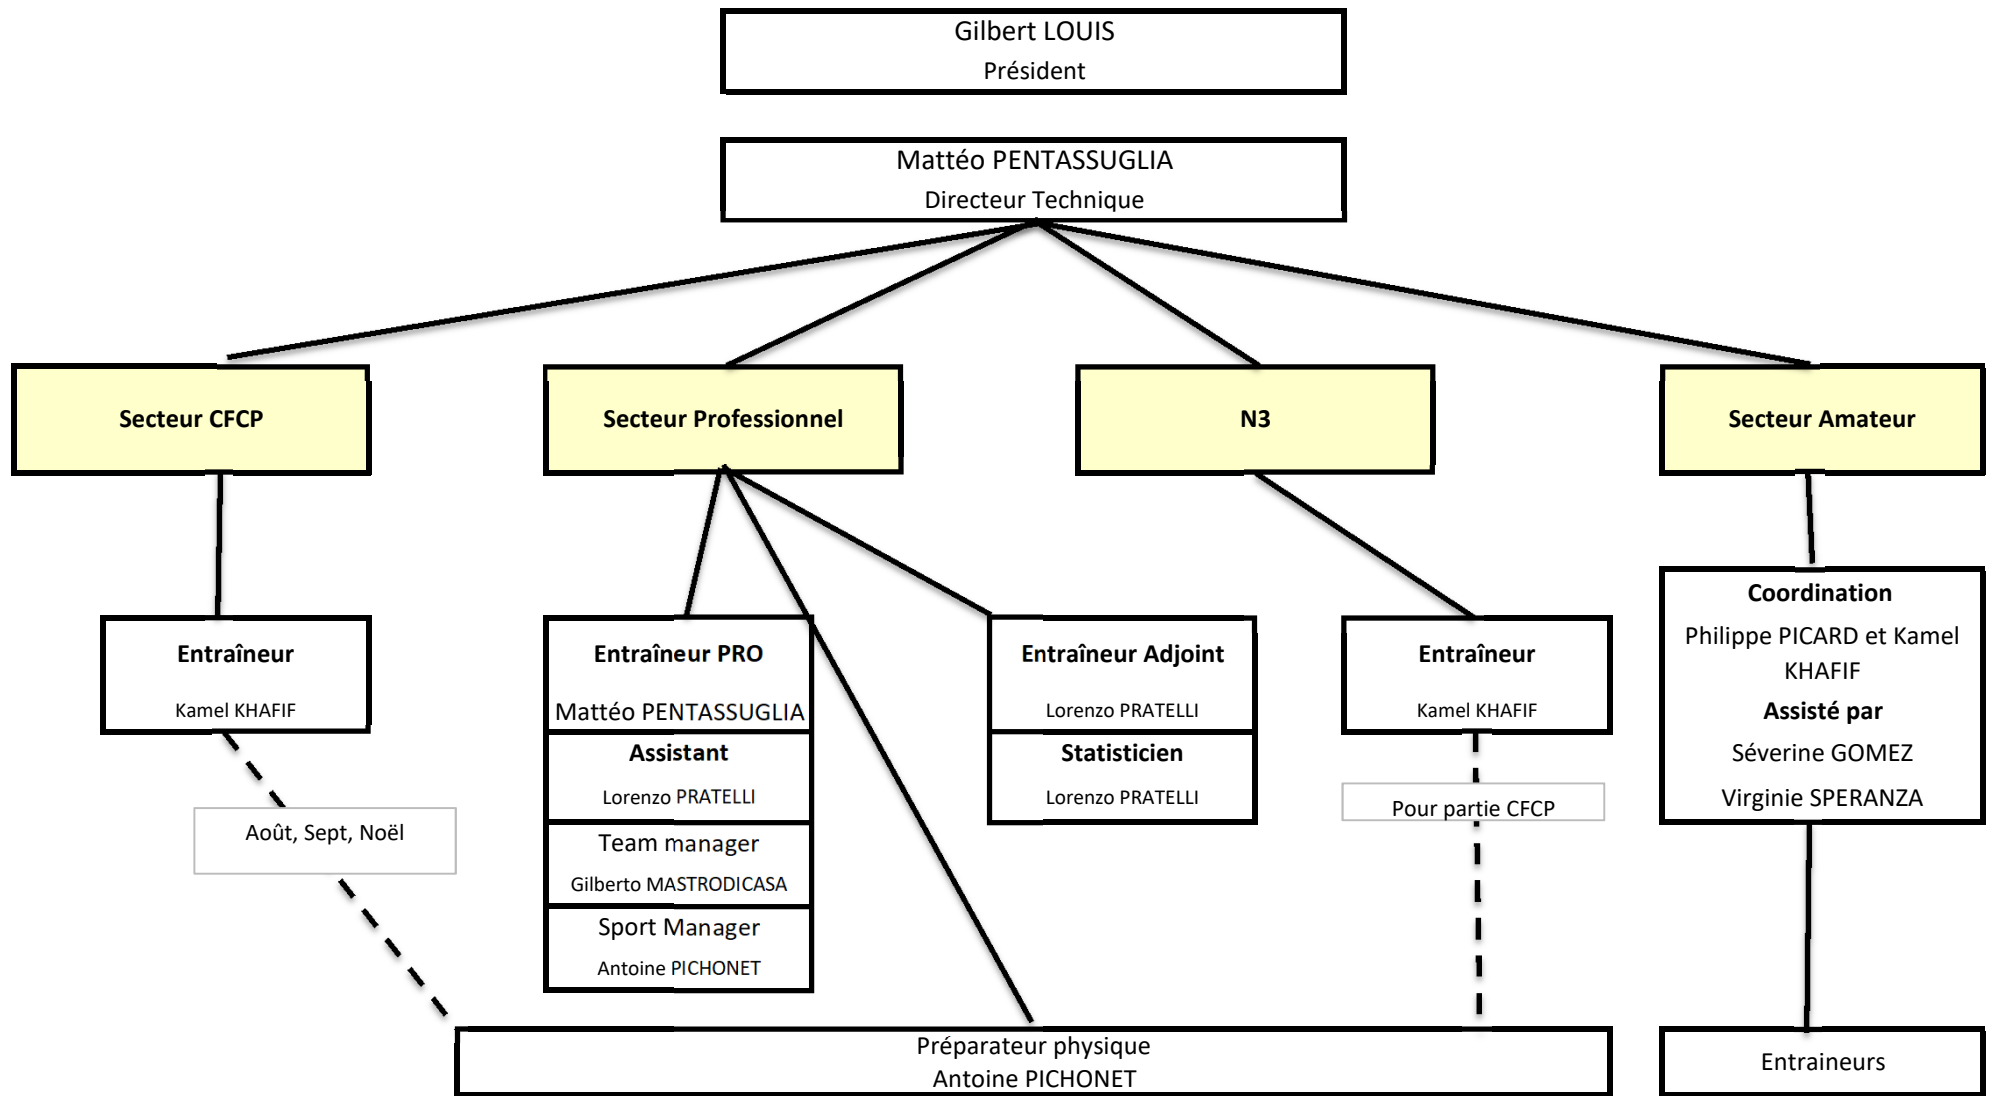 Gilbert LOUIS
Président
Mattéo PENTASSUGLIA
Directeur Technique
Secteur CFCP
Secteur Professionnel
N3
Secteur Amateur
Entraîneur
Kamel KHAFIF
Août, Sept, Noël
Entraîneur PRO
Mattéo PENTASSUGLIA
Assistant
Lorenzo PRATELLI
Team manager
Gilberto MASTRODICASA
Sport Manager
Antoine PICHONET
Entraîneur Adjoint
Lorenzo PRATELLI
Statisticien
Lorenzo PRATELLI
Entraîneur
Kamel KHAFIF
Pour partie CFCP
Coordination
Philippe PICARD et Kamel
KHAFIF
Assisté par
Séverine GOMEZ
Virginie SPERANZA
Préparateur physique
Antoine PICHONET
Entraineurs